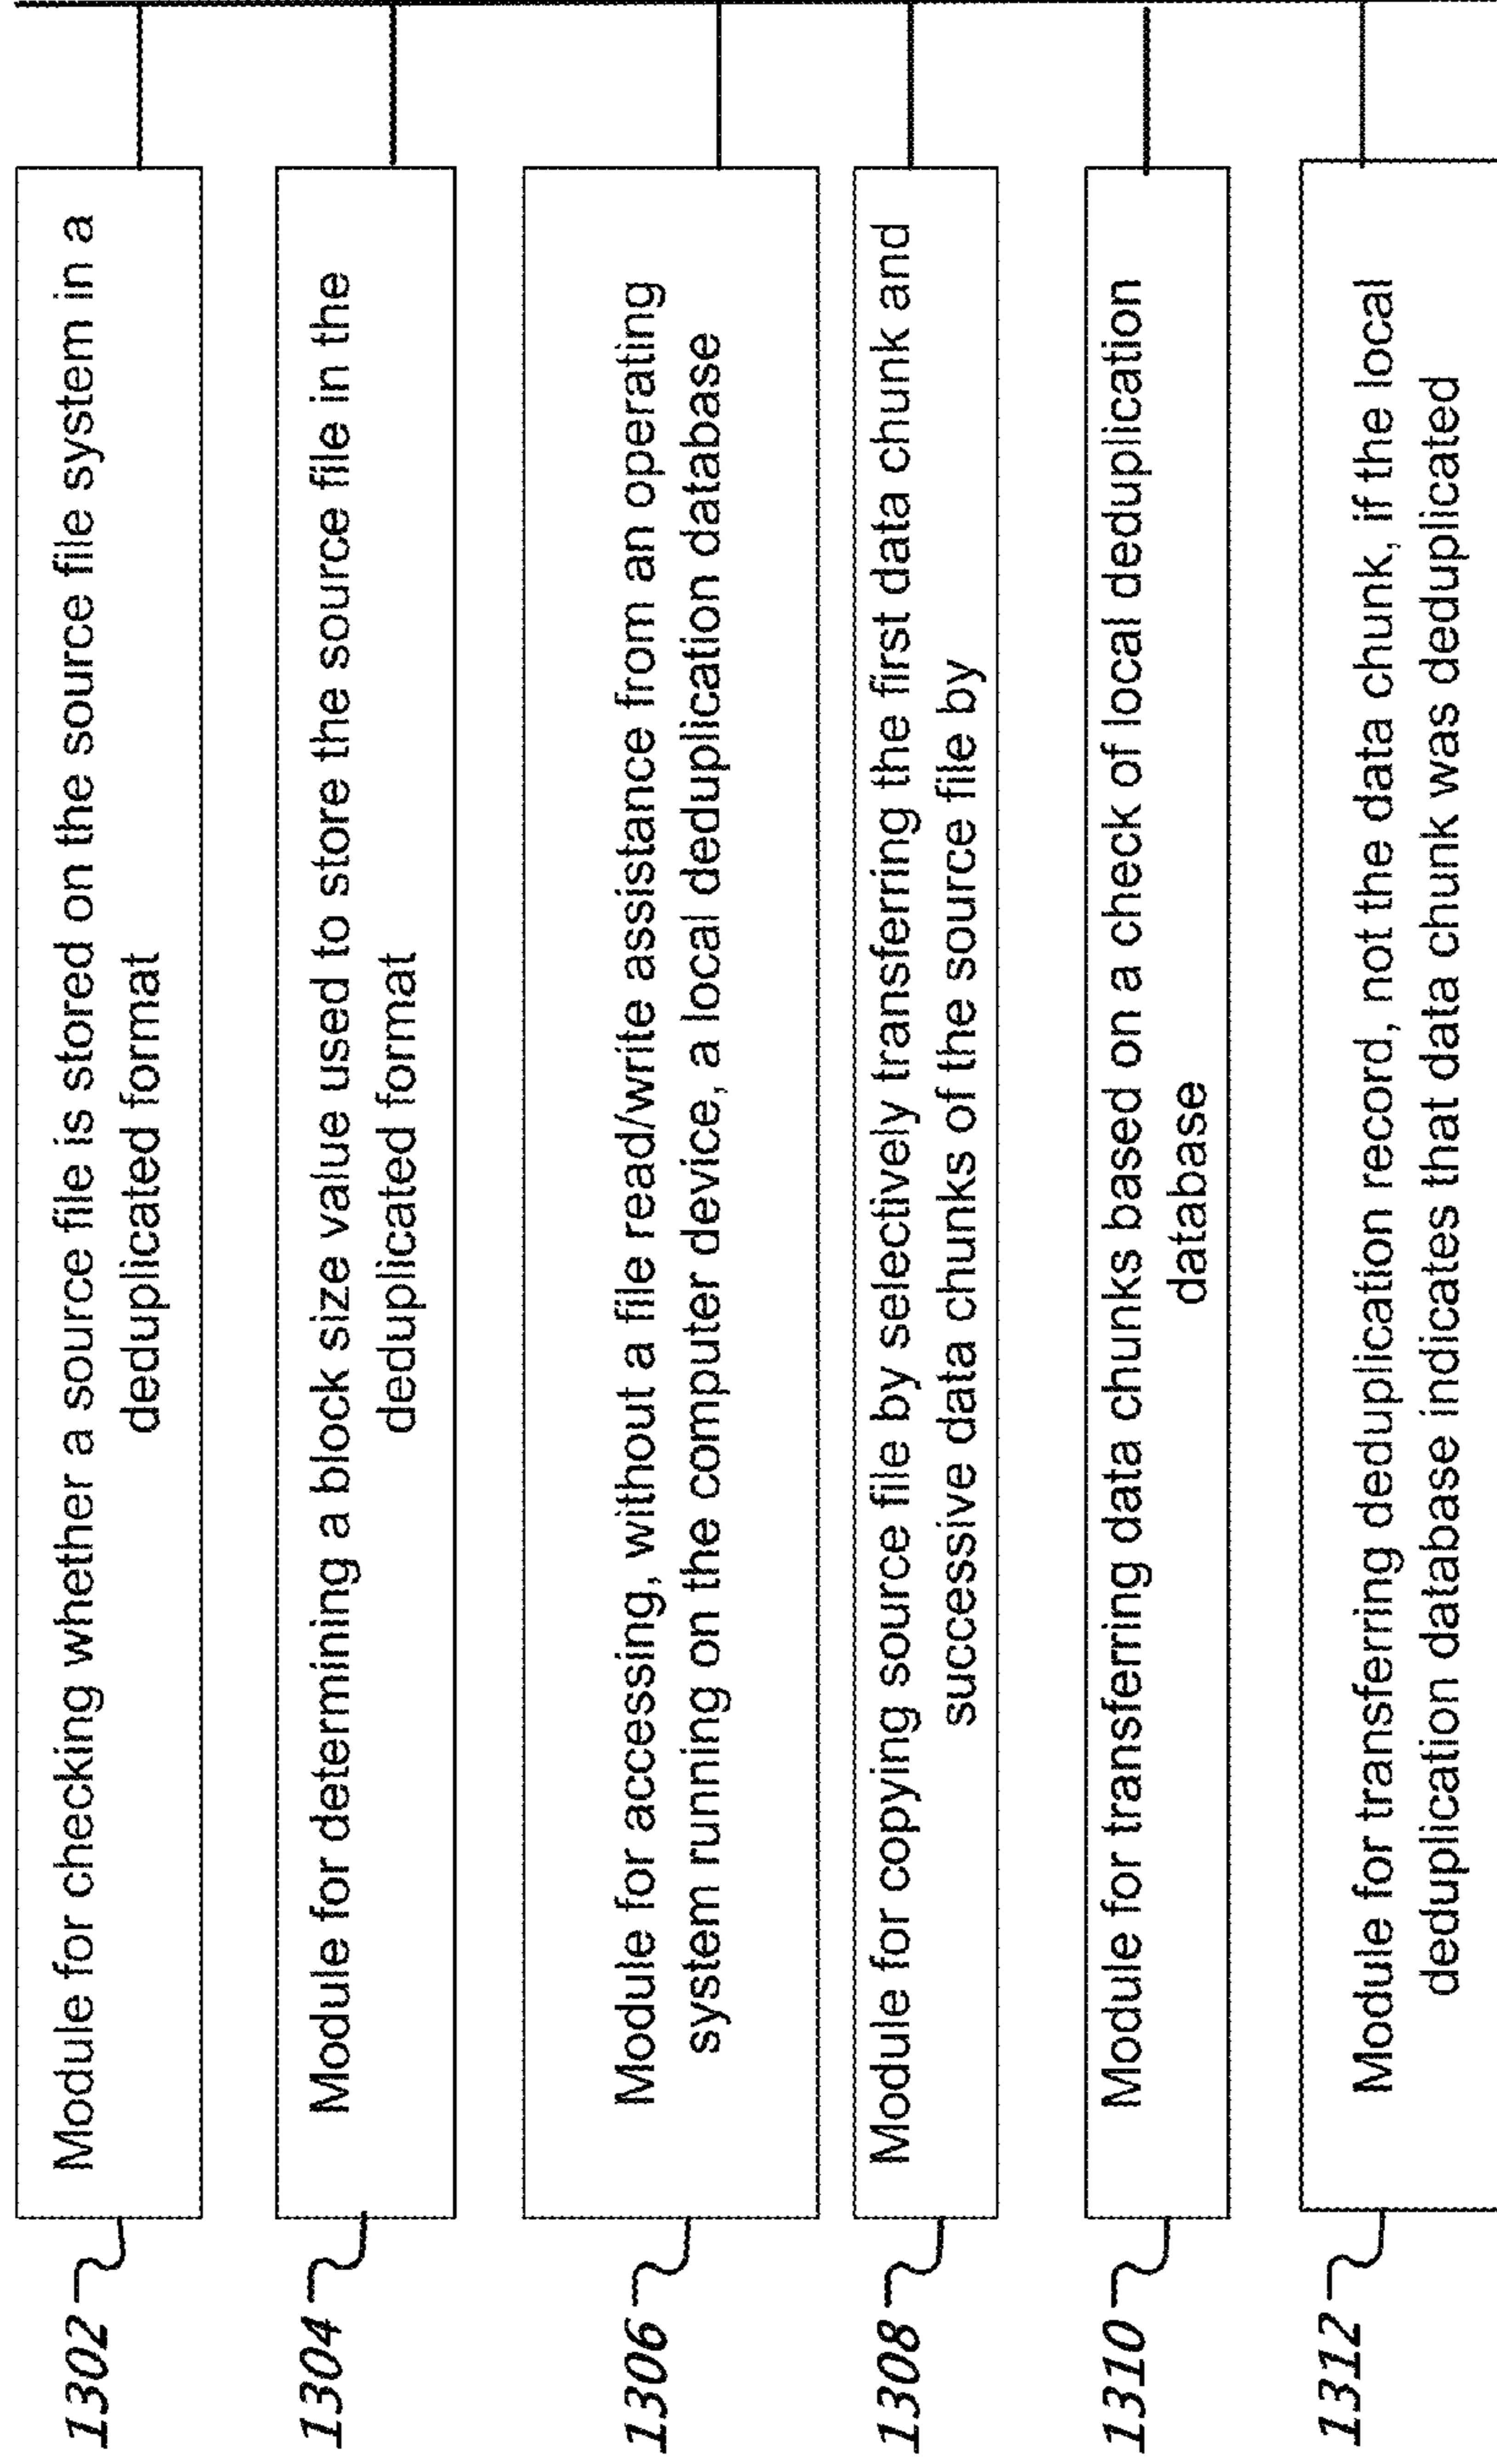 1302
Module for checking whether a source file is stored on the source file system in a
deduplicated format
1304
Module for determining a block size value used to store the source file in the
deduplicated format
1306
Module for accessing, without a file read/write assistance from an operating
system running on the computer device, a local deduplication database
1308
Module for copying source file by selectively transferring the first data chunk and
successive data chunks of the source file by
1310
Module for transferring data chunks based on a check of local deduplication
database
1312
Module for transferring deduplication record, not the data chunk, if the local
deduplication database indicates that data chunk was deduplicated